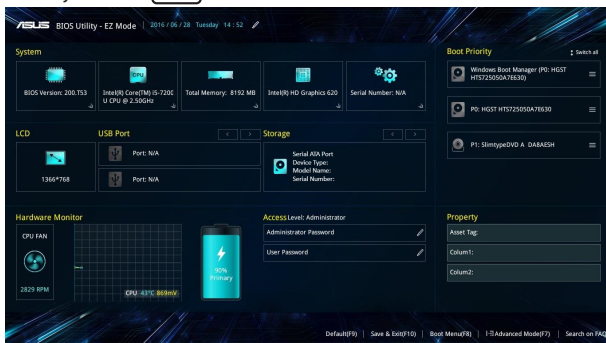 ASUS BIOS Utility - EZ Mode 2016/06/28 Tuesday 14:52
System
BIOS Version: 200.T53
Intel(R) Core(TM) i5-7200
U CPU @ 2.50GHz
Total Memory: 8192 MB
Intel(R) HD Graphics 620
Serial Number: N/A
Boot Priority
Switch all
Windows Boot Manager (P0: HGST
HTS725050A7E630)
P0: HGST HTS725050A7E630
P1: SlimtypeDVD A DA8AESH
LCD
1366*768
USB Port
Port: N/A
Port: N/A
Storage
Serial ATA Port
Device Type:
Model Name:
Serial Number:
Hardware Monitor
CPU FAN
2829 RPM
CPU 43°C 869mV
90%
Primary
Access Level: Administrator
Administrator Password
User Password
Property
Asset Tag:
Colum1:
Colum2:
Default(F9) | Save & Exit(F10) | Boot Menu(F8) | Advanced Mode(F7) | Search on FAQ